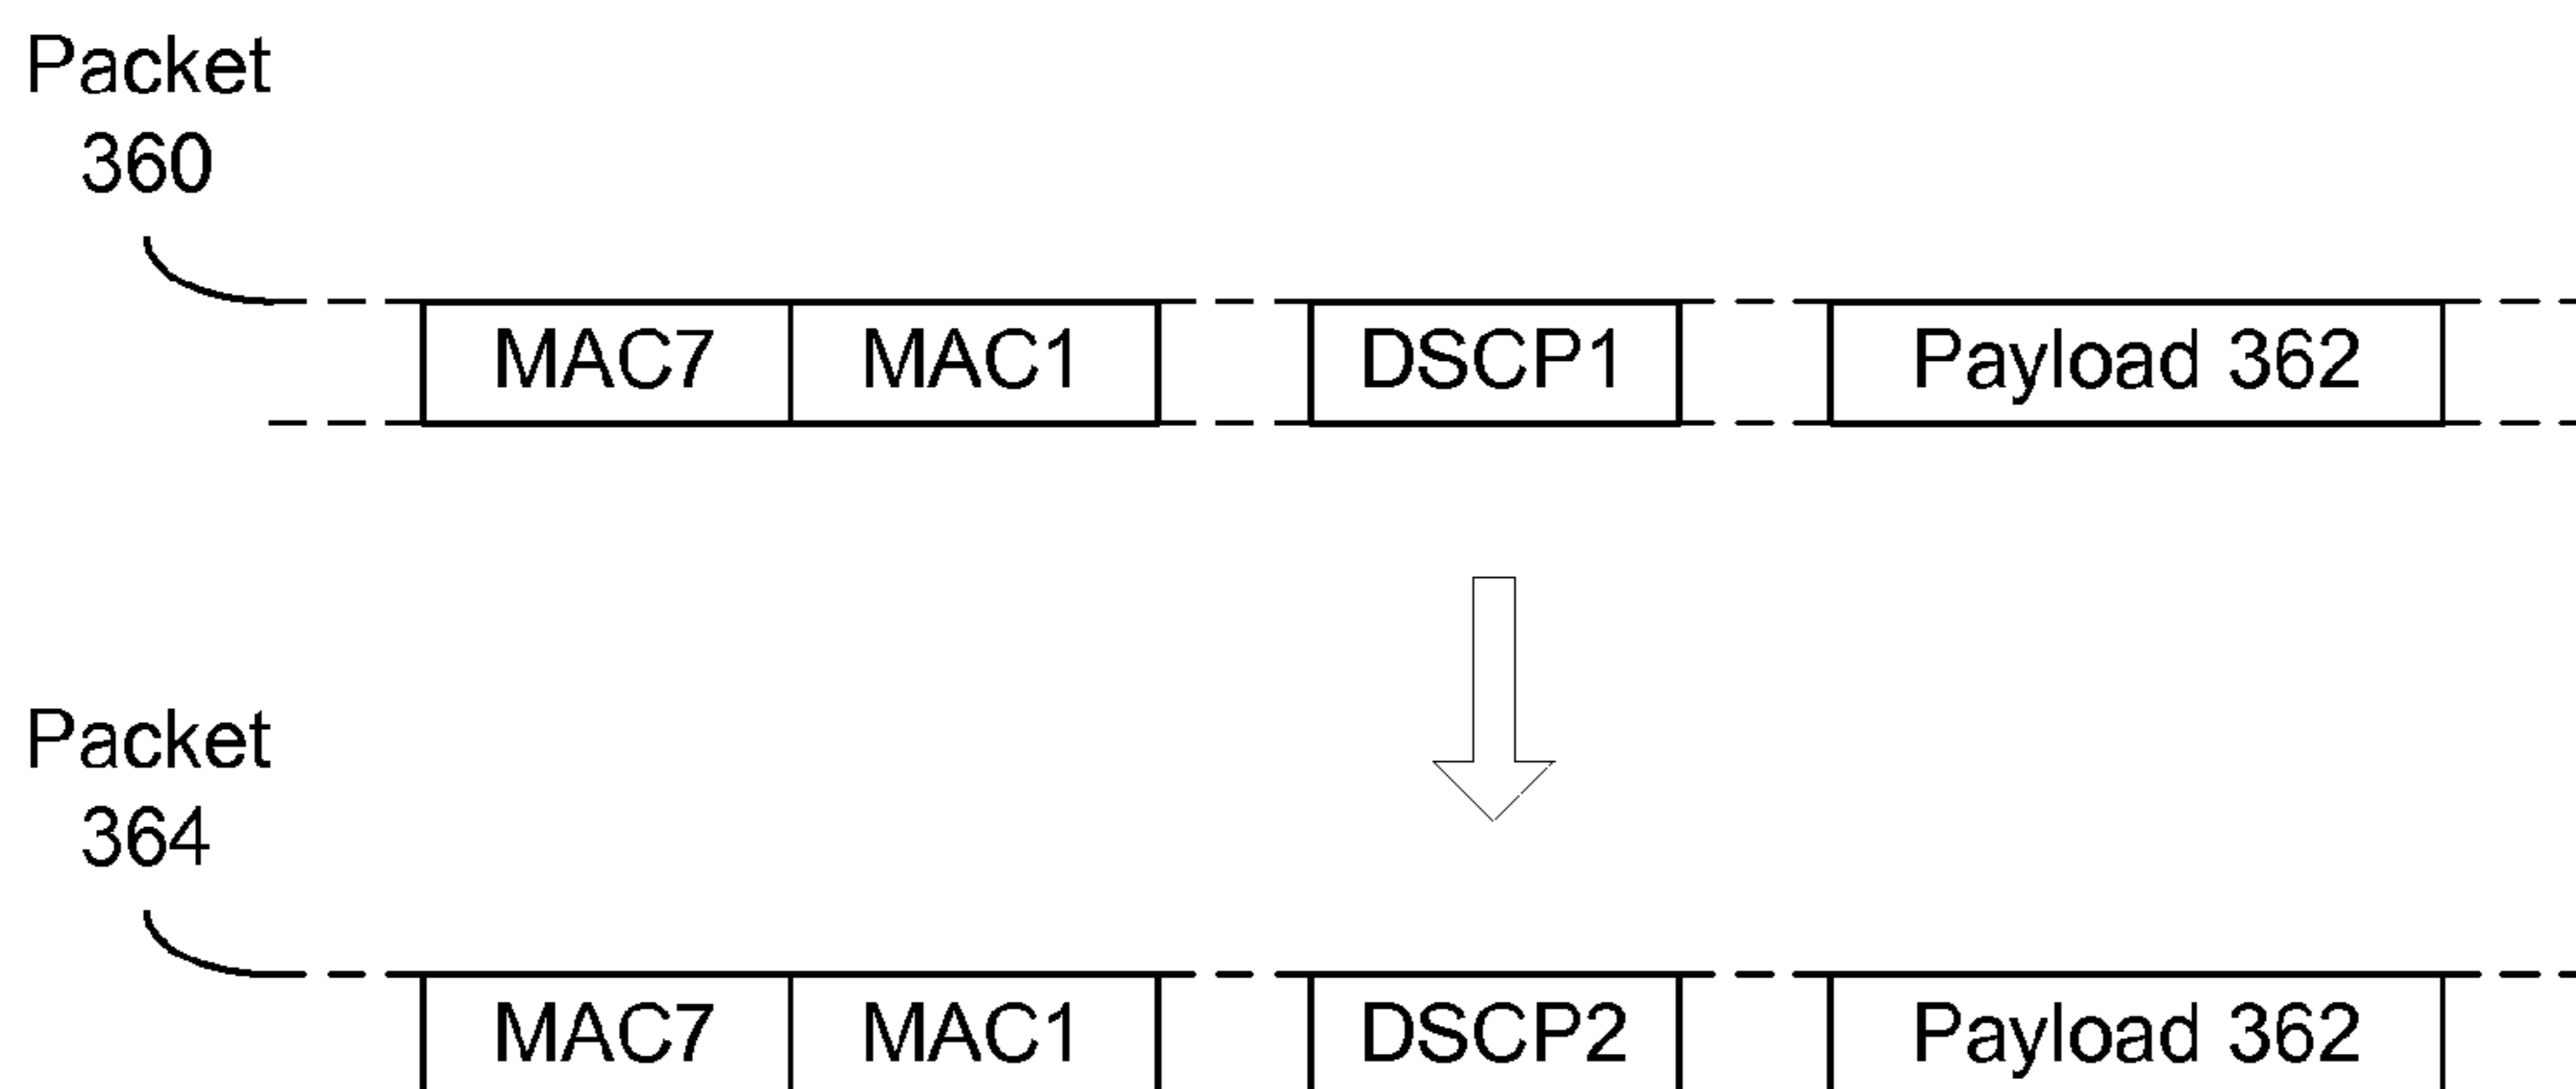 Packet
360
MAC7 MAC1 DSCP1 Payload 362
Packet
364
MAC7 MAC1 DSCP2 Payload 362